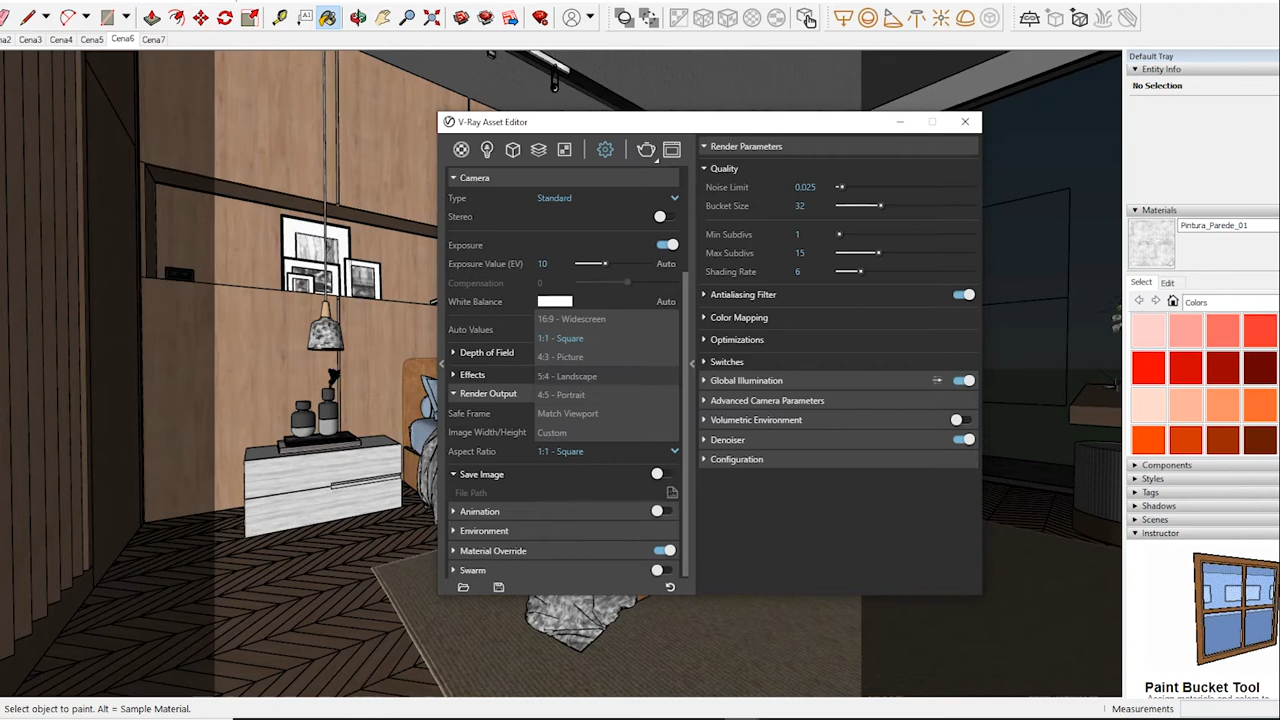 A1
na2 Cena3 Cena4 Cena5 Cena6 Cena7
Default Tray
Entity Info
No Selection
Materials
Pintura_Parede_01
Select Edit
Colors
Components
Styles
Tags
Shadows
Scenes
Instructor
Paint Bucket Tool
V-Ray Asset Editor
Camera
Type Standard
Stereo
Exposure
Exposure Value (EV) 10 Auto
Compensation 0
White Balance Auto
Auto Values
Depth of Field
Effects
Render Output
Safe Frame
Image Width/Height
16:9 - Widescreen
1:1 - Square
4:3 - Picture
5:4 - Landscape
4:5 - Portrait
Match Viewport
Custom
Aspect Ratio 1:1 - Square
Save Image
File Path
Animation
Environment
Material Override
Swarm
Render Parameters
Quality
Noise Limit 0.025
Bucket Size 32
Min Subdivs 1
Max Subdivs 15
Shading Rate 6
Antialiasing Filter
Color Mapping
Optimizations
Switches
Global Illumination
Advanced Camera Parameters
Volumetric Environment
Denoiser
Configuration
Select object to paint. Alt = Sample Material.
Measurements